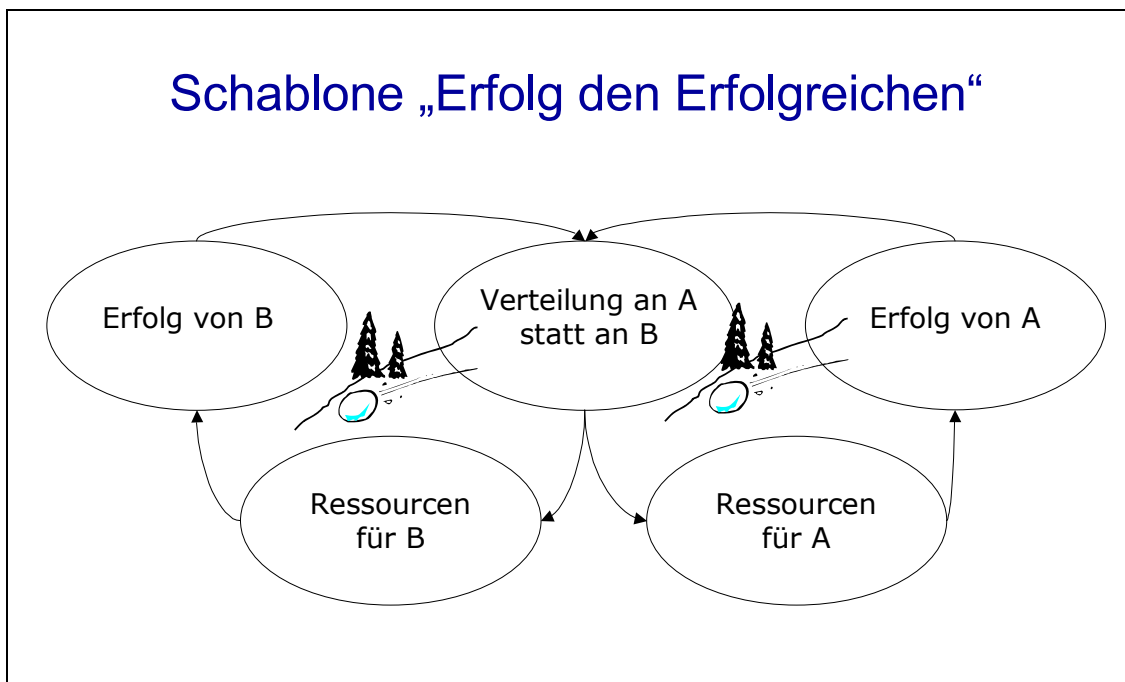 Schablone „Erfolg den Erfolgreichen“
Erfolg von B
Verteilung an A
statt an B
Erfolg von A
Ressourcen
für B
Ressourcen
für A